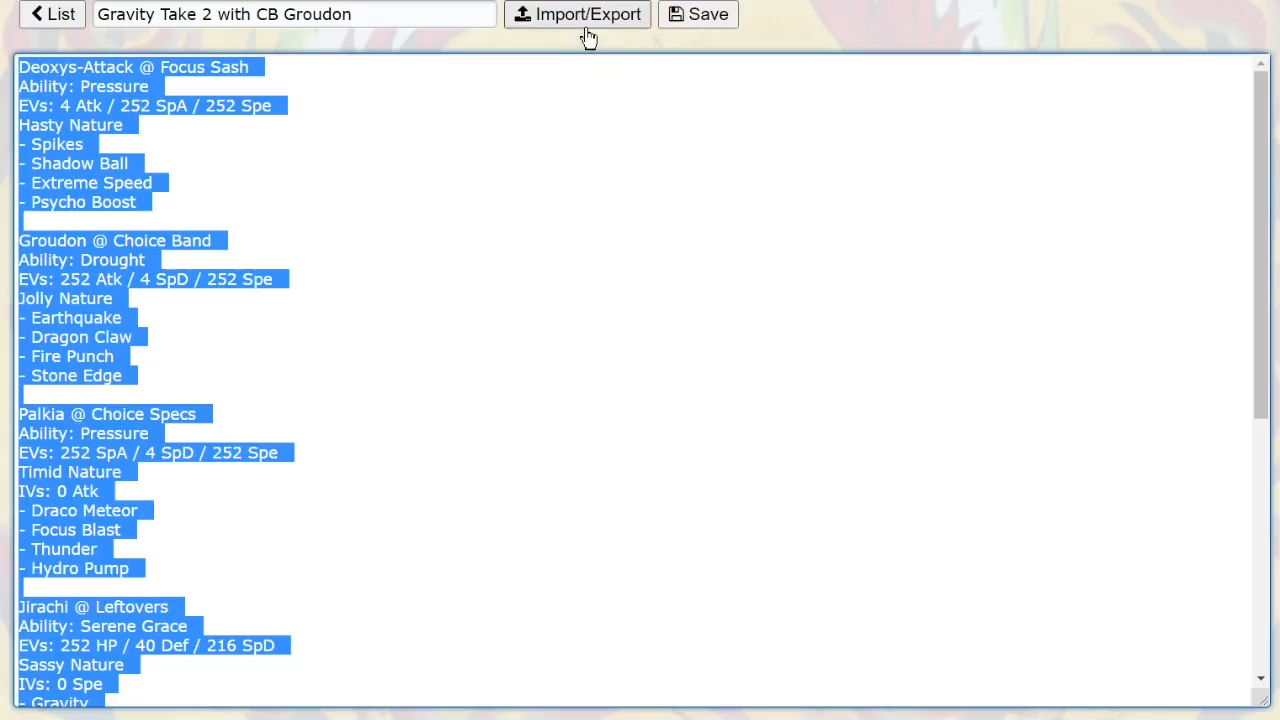 List
Gravity Take 2 with CB Groudon
Import/Export
Save
Deoxys-Attack @ Focus Sash
Ability: Pressure
EVs: 4 Atk / 252 SpA / 252 Spe
Hasty Nature
- Spikes
- Shadow Ball
- Extreme Speed
- Psycho Boost
Groudon @ Choice Band
Ability: Drought
EVs: 252 Atk / 4 SpD / 252 Spe
Jolly Nature
- Earthquake
- Dragon Claw
- Fire Punch
- Stone Edge
Palkia @ Choice Specs
Ability: Pressure
EVs: 252 SpA / 4 SpD / 252 Spe
Timid Nature
IVs: 0 Atk
- Draco Meteor
- Focus Blast
- Thunder
- Hydro Pump
Jirachi @ Leftovers
Ability: Serene Grace
EVs: 252 HP / 40 Def / 216 SpD
Sassy Nature
IVs: 0 Spe
- Gravity